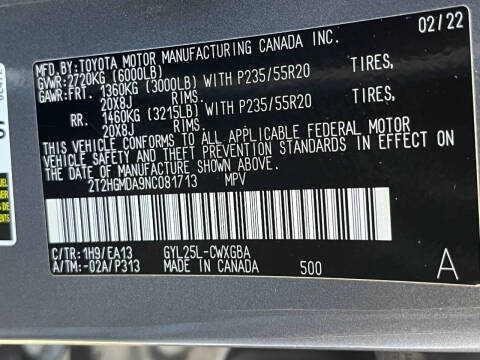 MFD.BY: TOYOTA MOTOR MANUFACTURING CANADA INC. 02/22
GVWR: 2720KG (6000LB)
GAWR:FRT. 1360KG (3000LB) WITH P235/55R20 TIRES,
20X8J RIMS.
RR. 1460KG (3215LB) WITH P235/55R20 TIRES,
20X8J RIMS.
THIS VEHICLE CONFORMS TO ALL APPLICABLE FEDERAL MOTOR
VEHICLE SAFETY AND THEFT PREVENTION STANDARDS IN EFFECT ON
THE DATE OF MANUFACTURE SHOWN ABOVE.
2T2HGMDA9NC081713 MPV
C/TR: 1H9/EA13 GYL25L-CWXGBA
A/TM: -02A/P313 MADE IN CANADA 500 A